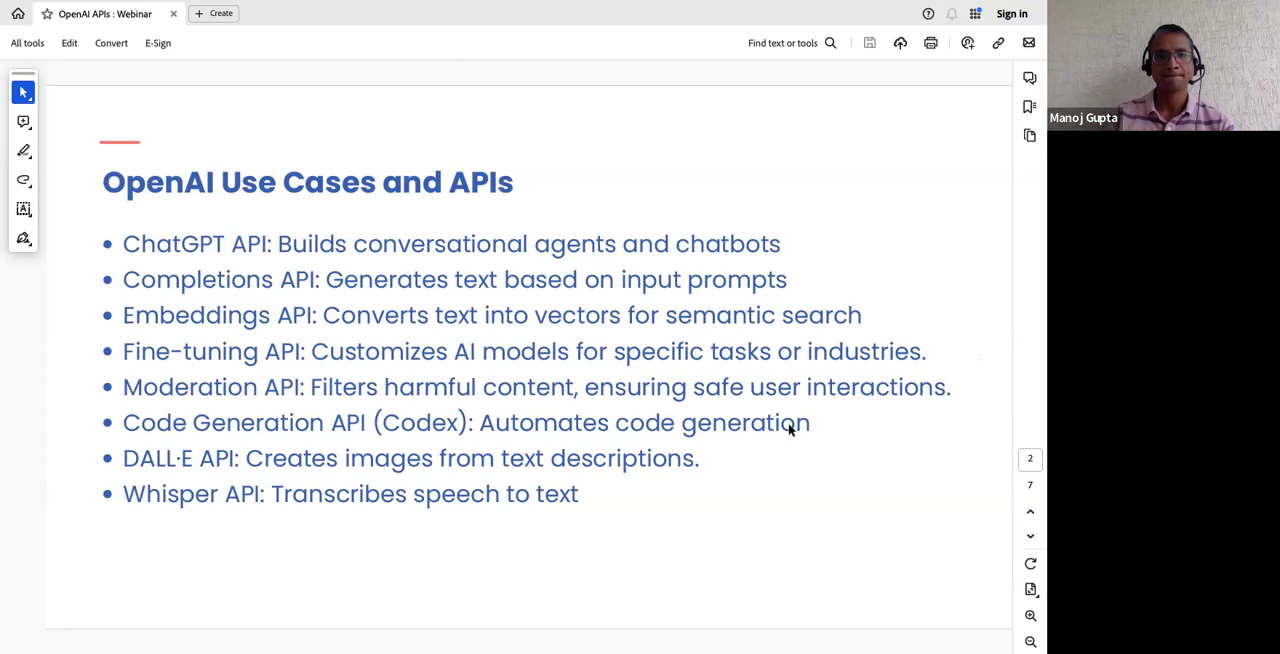 OpenAI APIs : Webinar
Create
Sign in
All tools
Edit
Convert
E-Sign
Find text or tools
Manoj Gupta
OpenAI Use Cases and APIs
• ChatGPT API: Builds conversational agents and chatbots
• Completions API: Generates text based on input prompts
• Embeddings API: Converts text into vectors for semantic search
• Fine-tuning API: Customizes AI models for specific tasks or industries.
• Moderation API: Filters harmful content, ensuring safe user interactions.
• Code Generation API (Codex): Automates code generation
• DALL·E API: Creates images from text descriptions.
• Whisper API: Transcribes speech to text
2
7